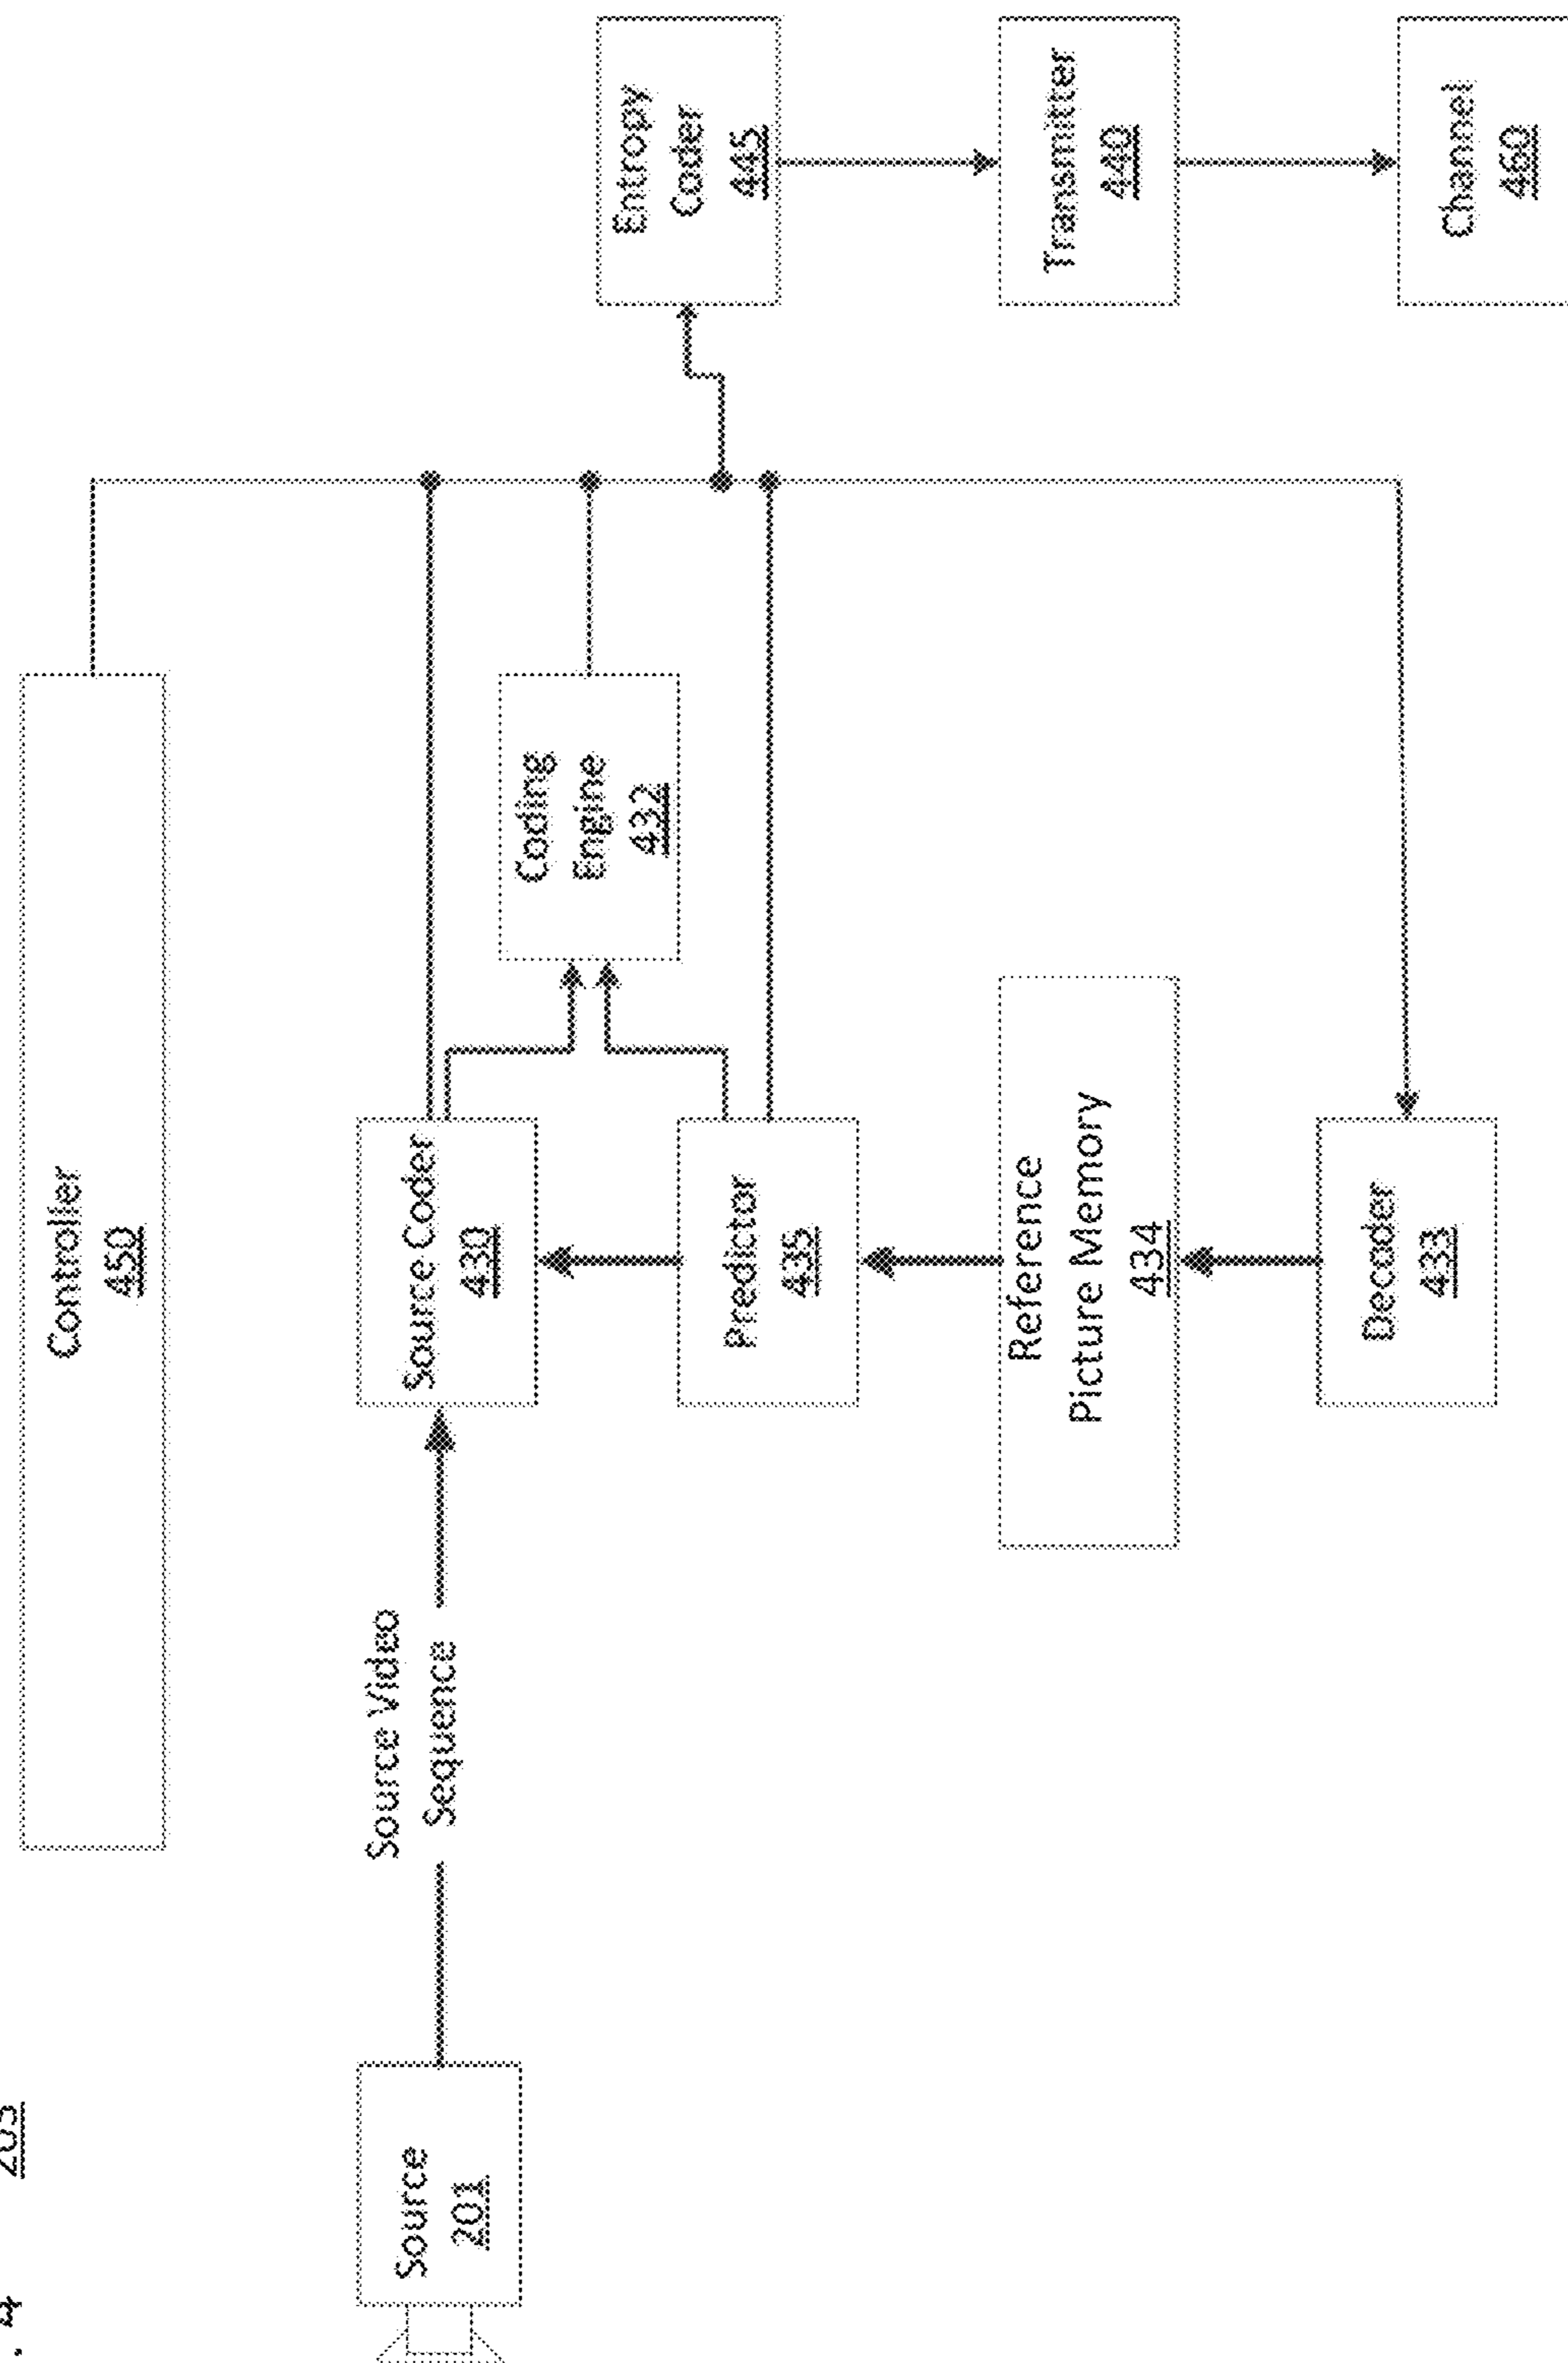 . 4
Controller
450
Source
201
Source Video
Sequence
Source Coder
430
Coding
Engine
432
Entropy
Coder
445
Predictor
435
Reference
Picture Memory
434
Transmitter
440
Decoder
433
Channel
460